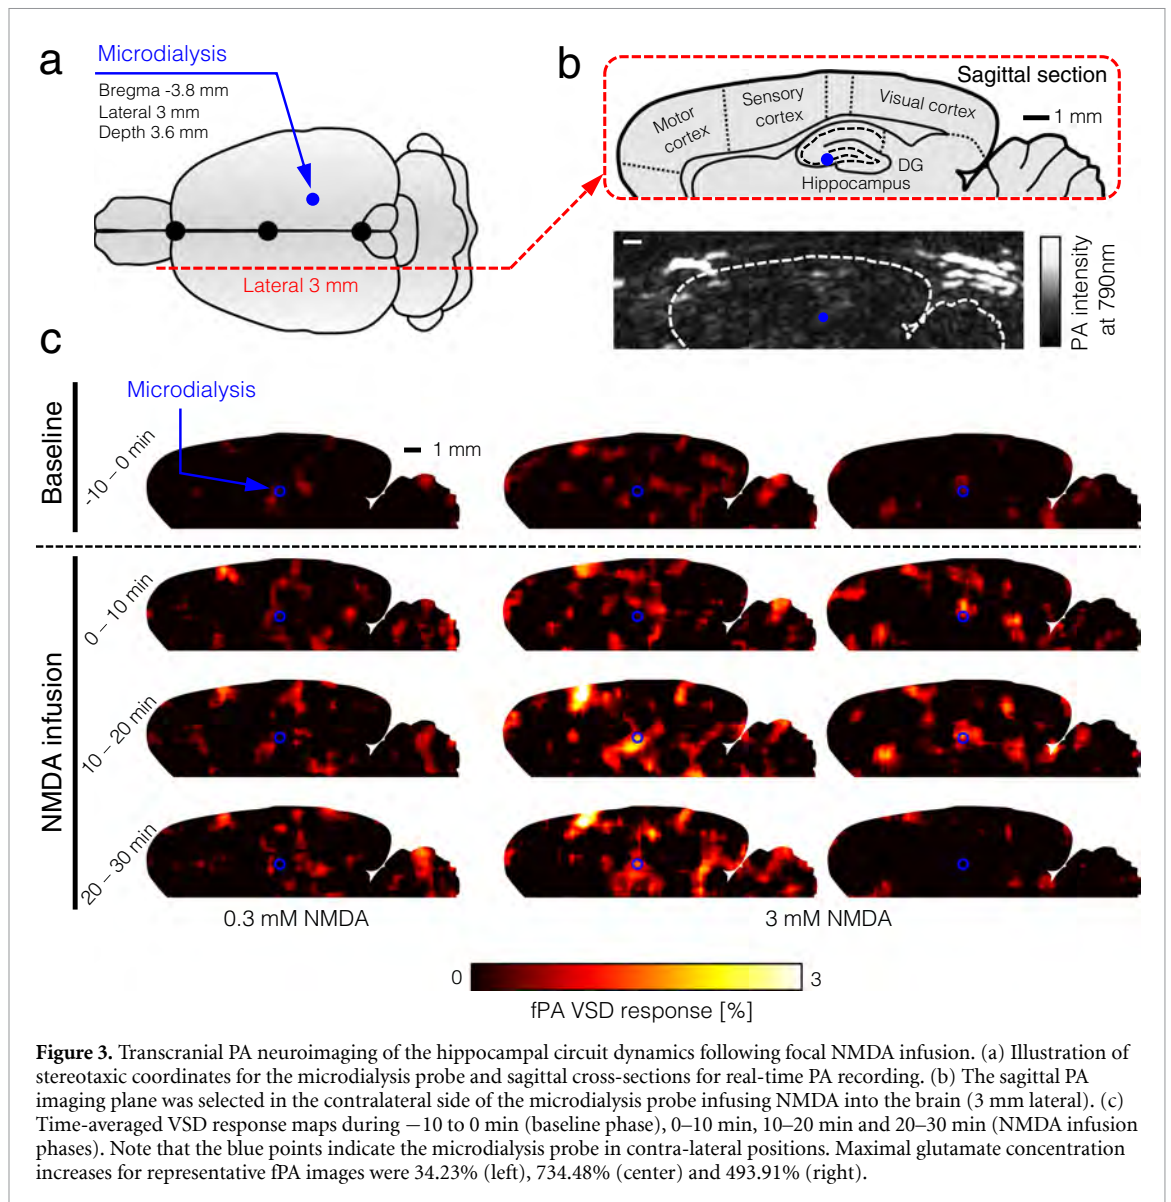 a
Microdialysis
Bregma -3.8 mm
Lateral 3 mm
Depth 3.6 mm
Lateral 3 mm
b
Sagittal section
Motor
cortex
Sensory
cortex
Visual cortex
1 mm
DG
Hippocampus
PA intensity
at 790nm
c
Baseline
-10 – 0 min
Microdialysis
1 mm
NMDA infusion
0 – 10 min
10 – 20 min
20 – 30 min
0.3 mM NMDA
3 mM NMDA
0
3
fPA VSD response [%]
Figure 3. Transcranial PA neuroimaging of the hippocampal circuit dynamics following focal NMDA infusion. (a) Illustration of
stereotaxic coordinates for the microdialysis probe and sagittal cross-sections for real-time PA recording. (b) The sagittal PA
imaging plane was selected in the contralateral side of the microdialysis probe infusing NMDA into the brain (3 mm lateral). (c)
Time-averaged VSD response maps during −10 to 0 min (baseline phase), 0–10 min, 10–20 min and 20–30 min (NMDA infusion
phases). Note that the blue points indicate the microdialysis probe in contra-lateral positions. Maximal glutamate concentration
increases for representative fPA images were 34.23% (left), 734.48% (center) and 493.91% (right).